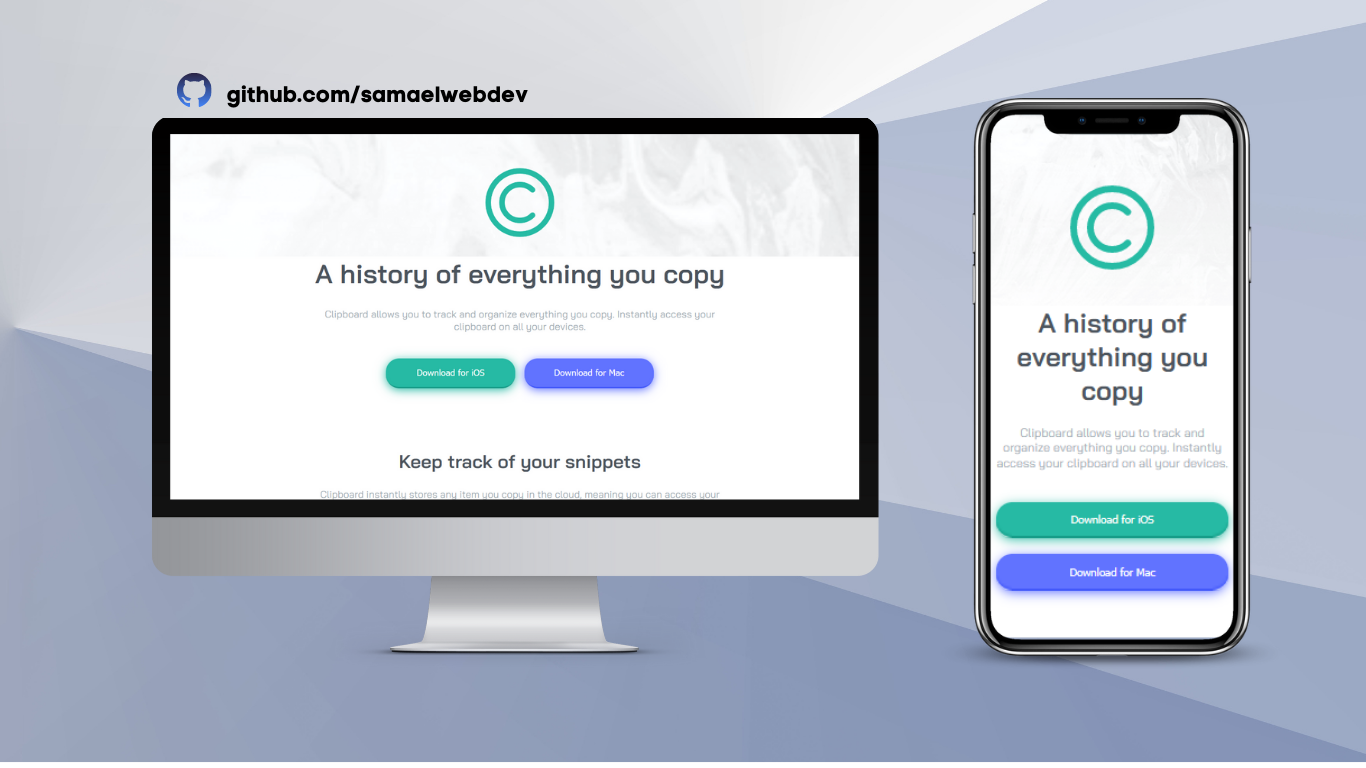 github.com/samaelwebdev
A history of everything you copy
Clipboard allows you to track and organize everything you copy. Instantly access your
clipboard on all your devices.
Download for iOS
Download for Mac
Keep track of your snippets
Clipboard instantly stores any item you copy in the cloud, meaning you can access your
A history of
everything you
copy
Clipboard allows you to track and
organize everything you copy. Instantly
access your clipboard on all your devices.
Download for iOS
Download for Mac